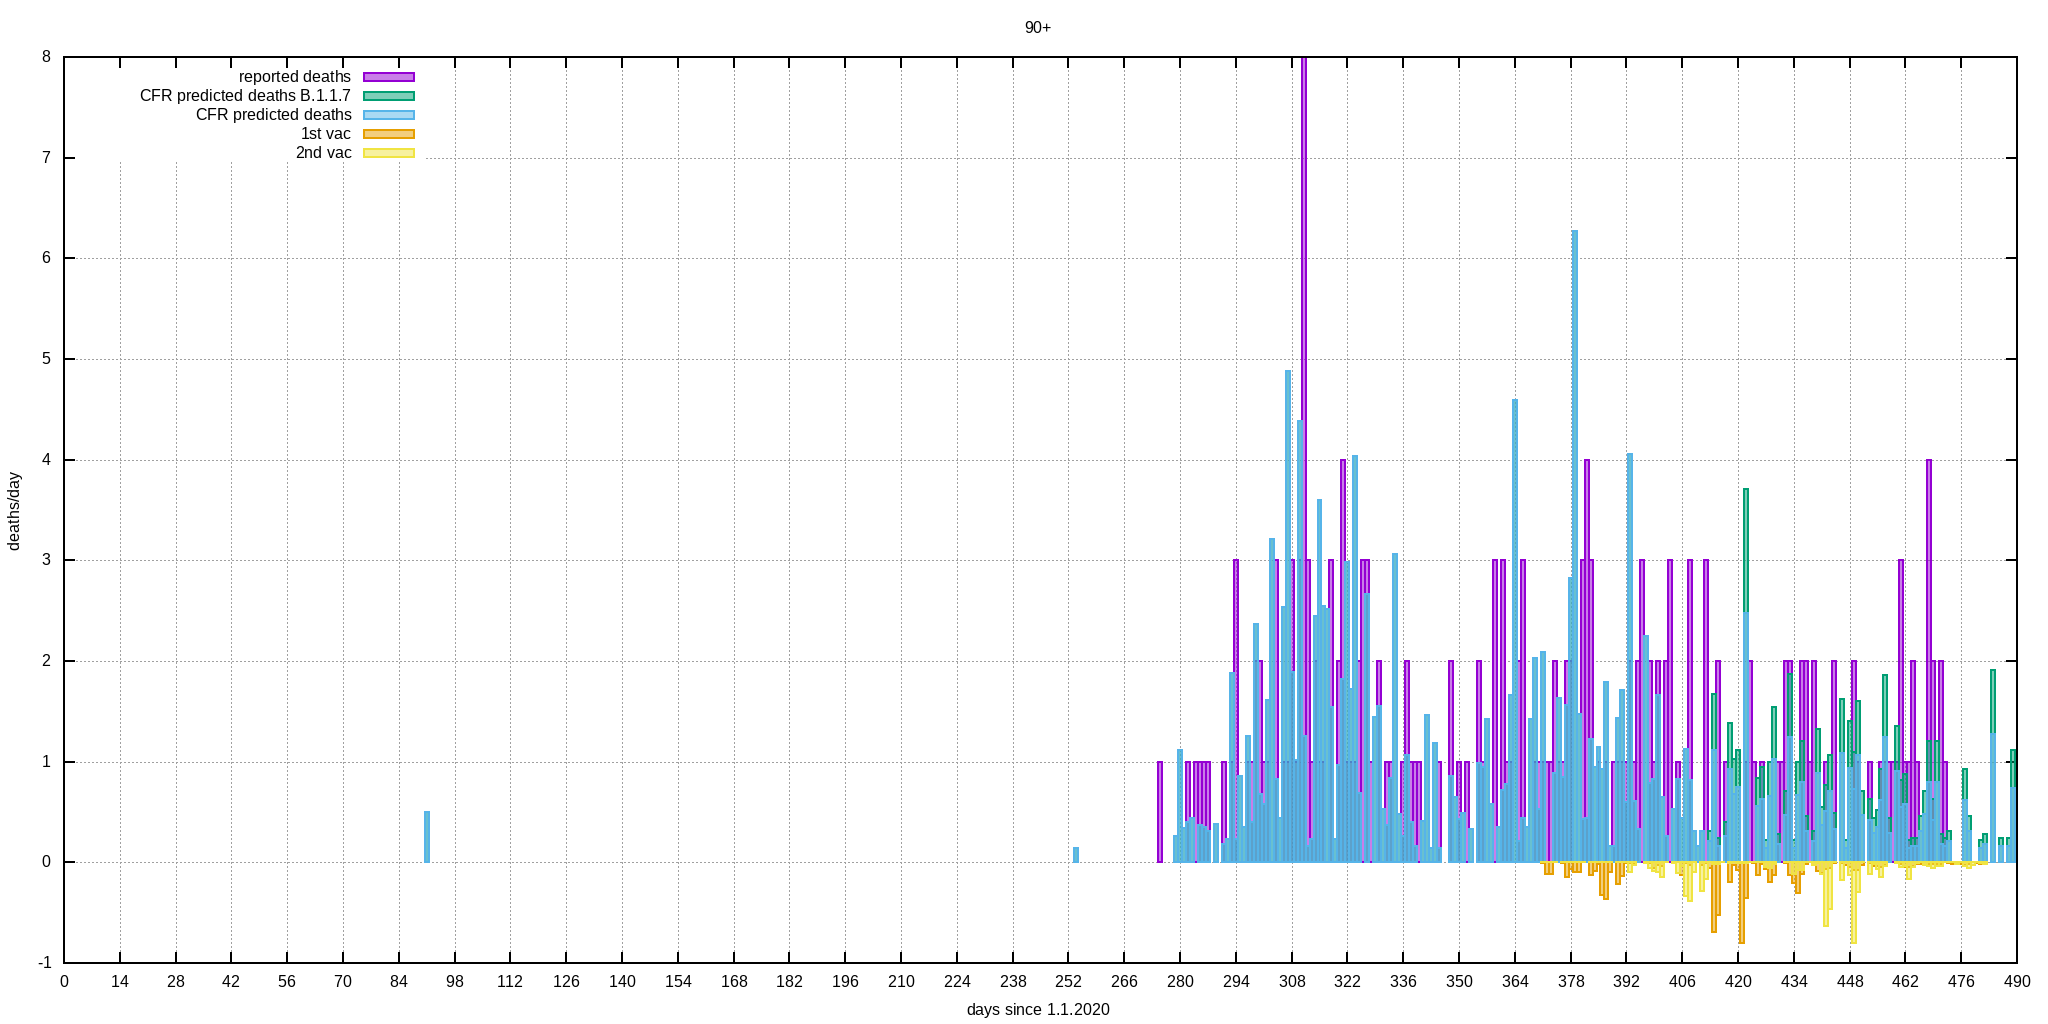 90+
reported deaths
CFR predicted deaths B.1.1.7
CFR predicted deaths
1st vac
2nd vac
8
7
6
5
4
3
2
1
0
-1
deaths/day
0 14 28 42 56 70 84 98 112 126 140 154 168 182 196 210 224 238 252 266 280 294 308 322 336 350 364 378 392 406 420 434 448 462 476 490
days since 1.1.2020